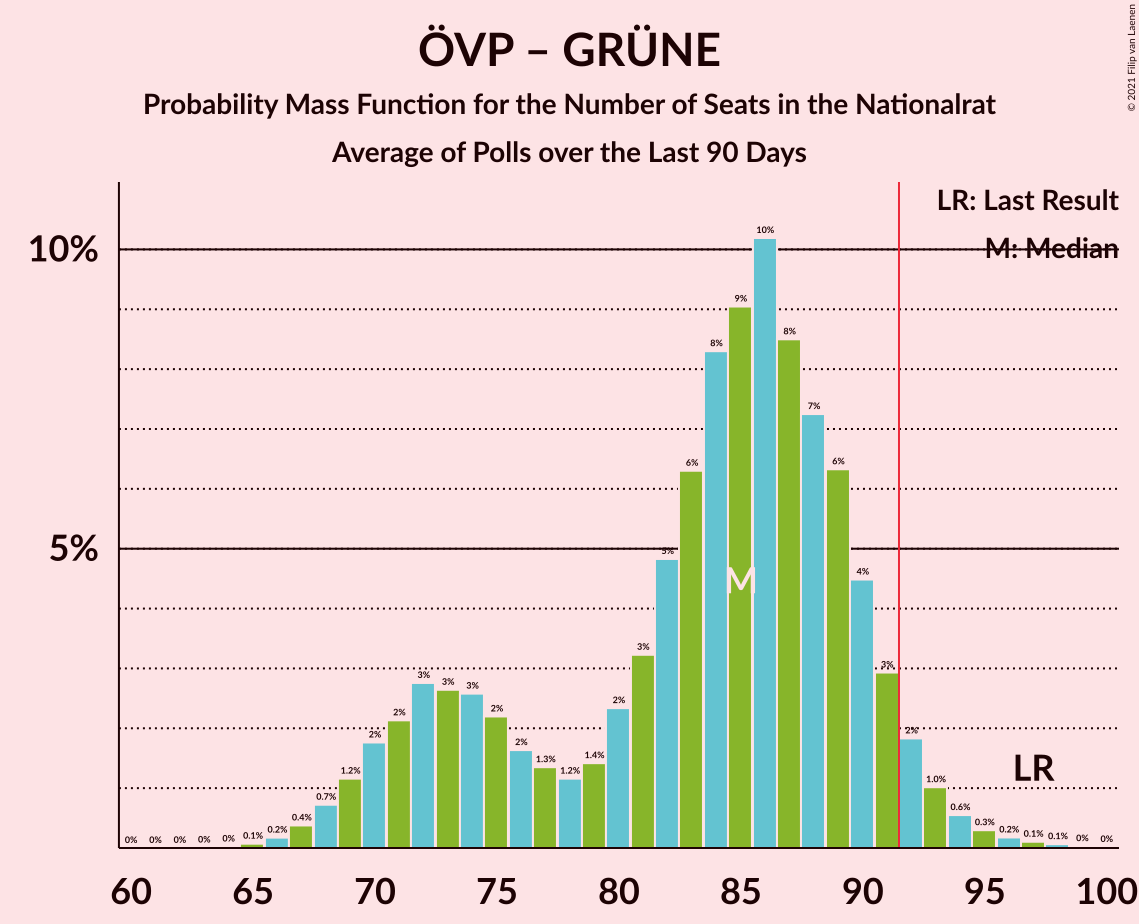 © 2021 Filip van Laenen
ÖVP – GRÜNE
Probability Mass Function for the Number of Seats in the Nationalrat
Average of Polls over the Last 90 Days
LR: Last Result
M: Median
10%
5%
0% 0% 0% 0% 0% 0.1% 0.2% 0.4% 0.7% 1.2% 2% 2% 3% 3% 3% 2% 2% 1.3% 1.2% 1.4% 2% 3% 5% 6% 8% 9% 10% 8% 7% 6% 4% 3% 2% 1.0% 0.6% 0.3% 0.2% 0.1% 0.1% 0% 0%
M
LR
60 65 70 75 80 85 90 95 100